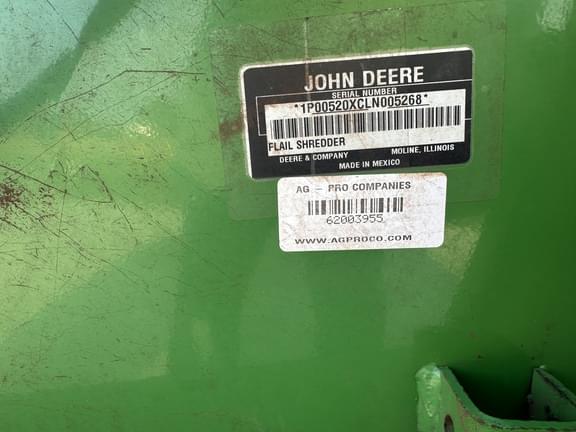 JOHN DEERE
SERIAL NUMBER
*1P00520XCLN005268*
FLAIL SHREDDER
DEERE & COMPANY MOLINE, ILLINOIS
MADE IN MEXICO
AG - PRO COMPANIES
62003955
WWW.AGPROCO.COM